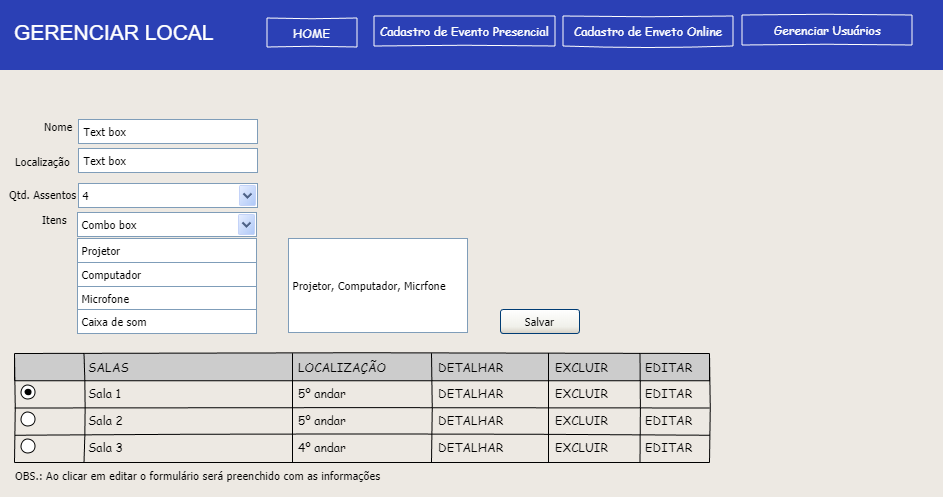 GERENCIAR LOCAL
HOME
Cadastro de Evento Presencial
Cadastro de Enveto Online
Gerenciar Usuários
Nome
Text box
Localização
Text box
Qtd. Assentos
4
Itens
Combo box
Projetor
Computador
Microfone
Caixa de som
Projetor, Computador, Micrfone
Salvar
SALAS LOCALIZAÇÃO DETALHAR EXCLUIR EDITAR
Sala 1 5º andar DETALHAR EXCLUIR EDITAR
Sala 2 5º andar DETALHAR EXCLUIR EDITAR
Sala 3 4º andar DETALHAR EXCLUIR EDITAR
OBS.: Ao clicar em editar o formulário será preenchido com as informações